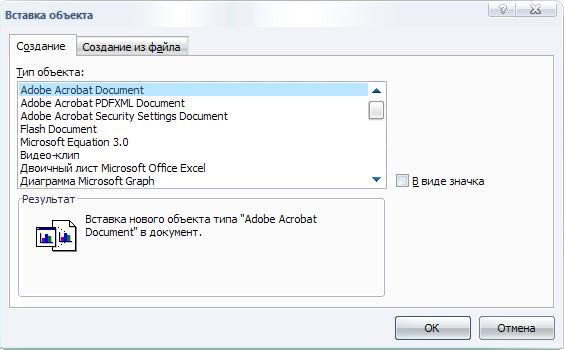 Вставка объекта
Создание
Создание из файла
Тип объекта:
Adobe Acrobat Document
Adobe Acrobat PDFXML Document
Adobe Acrobat Security Settings Document
Flash Document
Microsoft Equation 3.0
Видео-клип
Двоичный лист Microsoft Office Excel
Диаграмма Microsoft Graph
В виде значка
Результат
Вставка нового объекта типа "Adobe Acrobat
Document" в документ.
ОК
Отмена